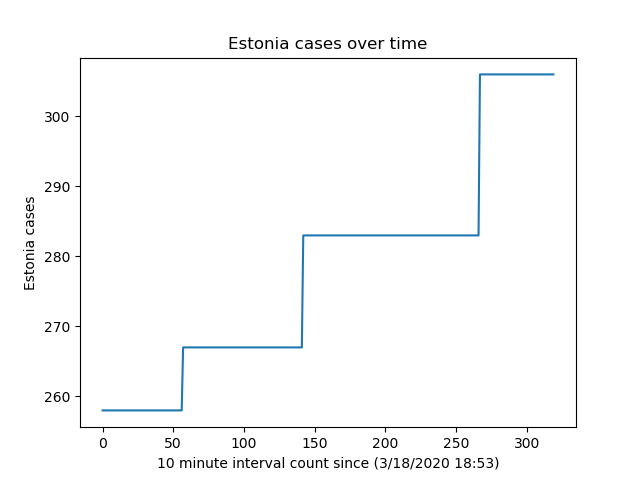 Estonia cases over time
300
290
280
270
260
Estonia cases
0 50 100 150 200 250 300
10 minute interval count since (3/18/2020 18:53)